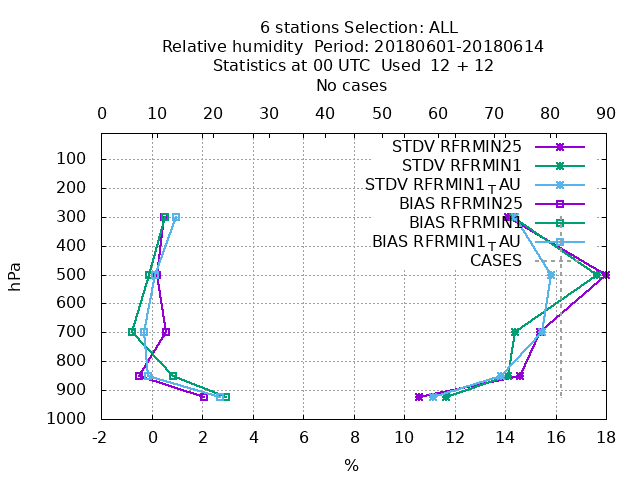 6 stations Selection: ALL
Relative humidity  Period: 20180601-20180614
Statistics at 00 UTC  Used  12 + 12
No cases
0 10 20 30 40 50 60 70 80 90
STDV RFRMIN25
STDV RFRMIN1
STDV RFRMIN1TAU
BIAS RFRMIN25
BIAS RFRMIN1
BIAS RFRMIN1TAU
CASES
100
200
300
400
500
600
700
800
900
1000
hPa
-2 0 2 4 6 8 10 12 14 16 18
%